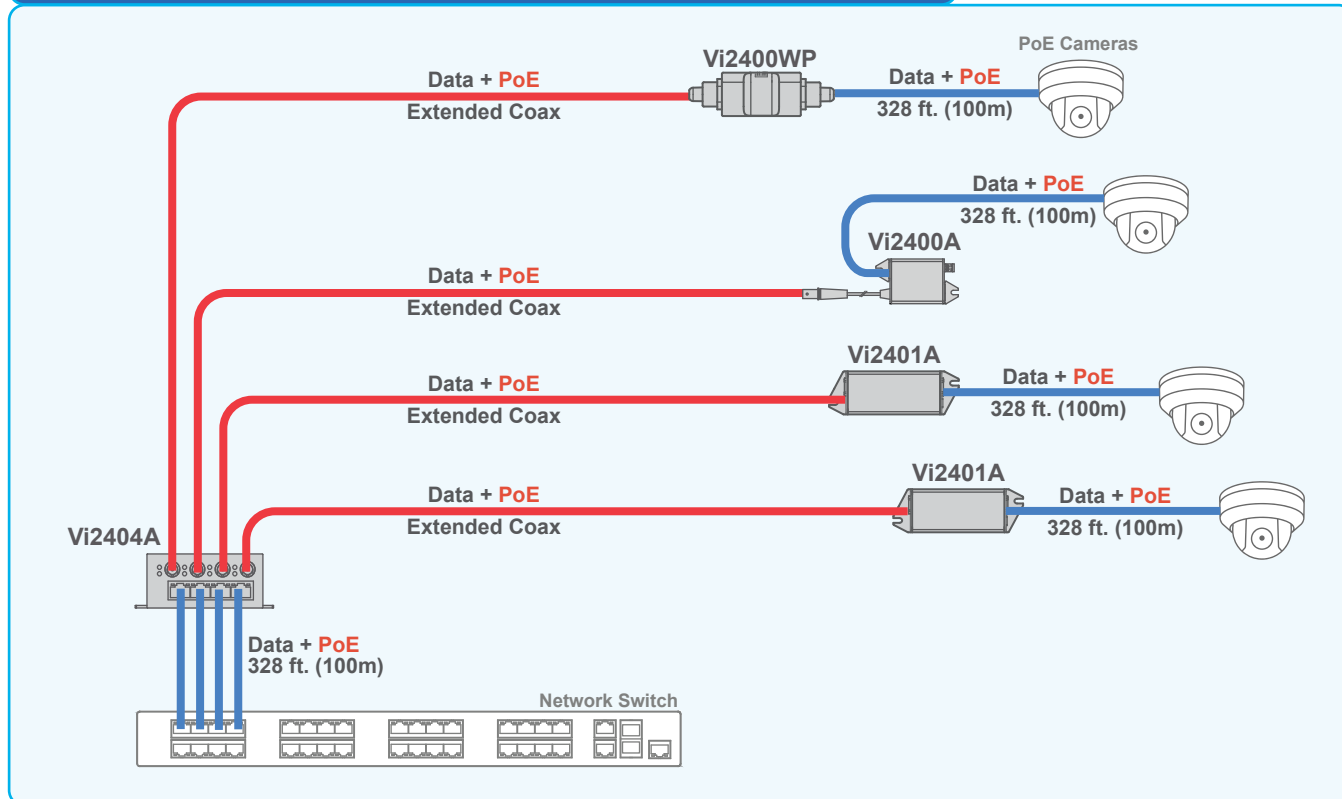 PoE Cameras
Vi2400WP
Data + PoE
Extended Coax
Data + PoE
328 ft. (100m)
Data + PoE
328 ft. (100m)
Vi2400A
Data + PoE
Extended Coax
Vi2401A
Data + PoE
Extended Coax
Data + PoE
328 ft. (100m)
Vi2401A
Data + PoE
Extended Coax
Data + PoE
328 ft. (100m)
Vi2404A
Data + PoE
328 ft. (100m)
Network Switch